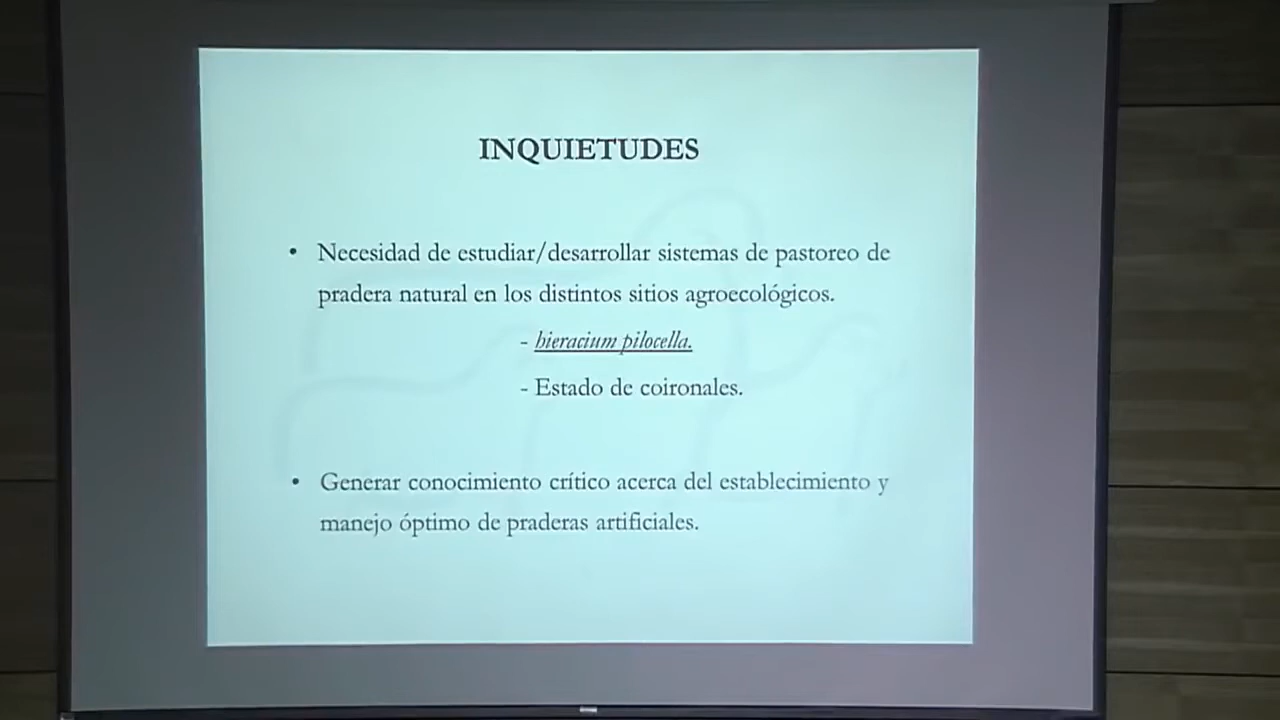 INQUIETUDES
• Necesidad de estudiar/desarrollar sistemas de pastoreo de
pradera natural en los distintos sitios agroecológicos.
- hieracium pilocella.
- Estado de coironales.
• Generar conocimiento crítico acerca del establecimiento y
manejo óptimo de praderas artificiales.